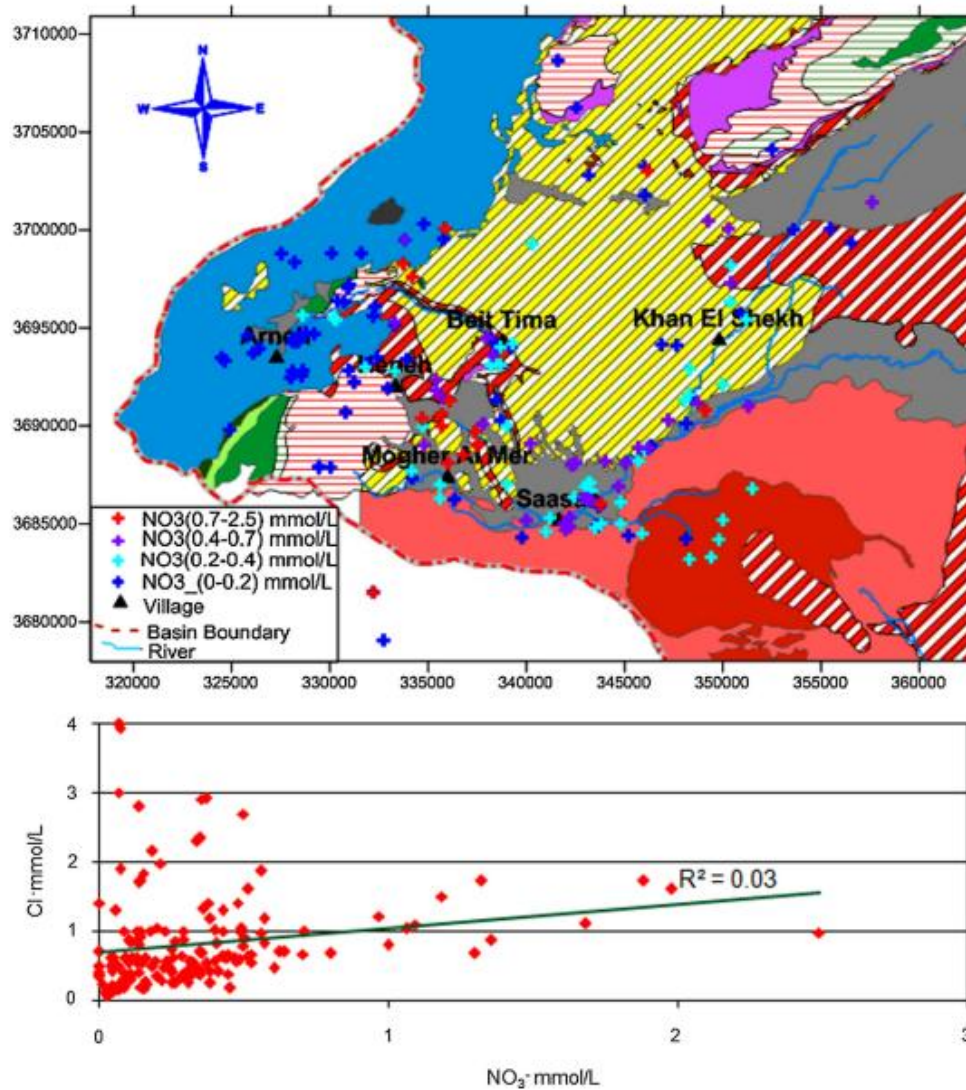 3710000
N
W E
S
3705000
3700000
3695000
Beit Tima
Khan El Shekh
3690000
Mogher Al Mer
Saasaa
3685000
NO3(0.7-2.5) mmol/L
NO3(0.4-0.7) mmol/L
NO3(0.2-0.4) mmol/L
NO3_(0-0.2) mmol/L
Village
Basin Boundary
River
3680000
320000 325000 330000 335000 340000 345000 350000 355000 360000
4
3
2
1
0
Cl⁻mmol/L
R² = 0.03
0 1 2 3
NO₃⁻mmol/L